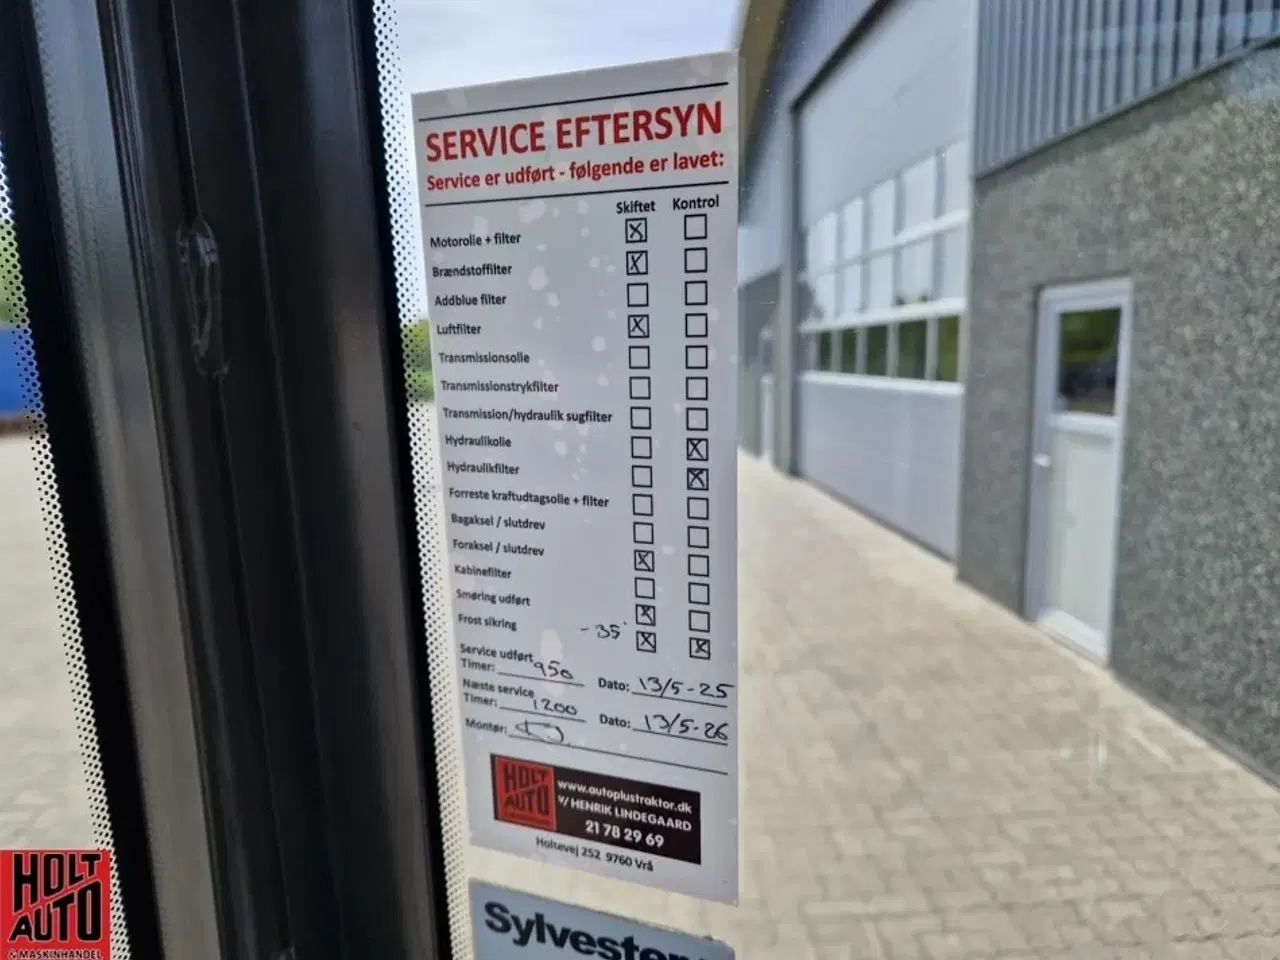 SERVICE EFTERSYN
Service er udført - følgende er lavet:
Skiftet Kontrol
Motorolie + filter
Brændstoffilter
Addblue filter
Luftfilter
Transmissionsolie
Transmissionstrykfilter
Transmission/hydraulik sugfilter
Hydraulikolie
Hydraulikfilter
Forreste kraftudtagsolie + filter
Bagaksel / slutdrev
Foraksel / slutdrev
Kabinefilter
Smøring udført
Frost sikring -35°
Service udført
Timer: 950 Dato: 13/5-25
Næste service
Timer: 1200 Dato: 13/5-26
Montør:
HOLT AUTO
www.autoplustraktor.dk
v/ HENRIK LINDEGAARD
21 78 29 69
Holtevej 252 9760 Vrå
Sylvester
HOLT
AUTO
& MASKINHANDEL